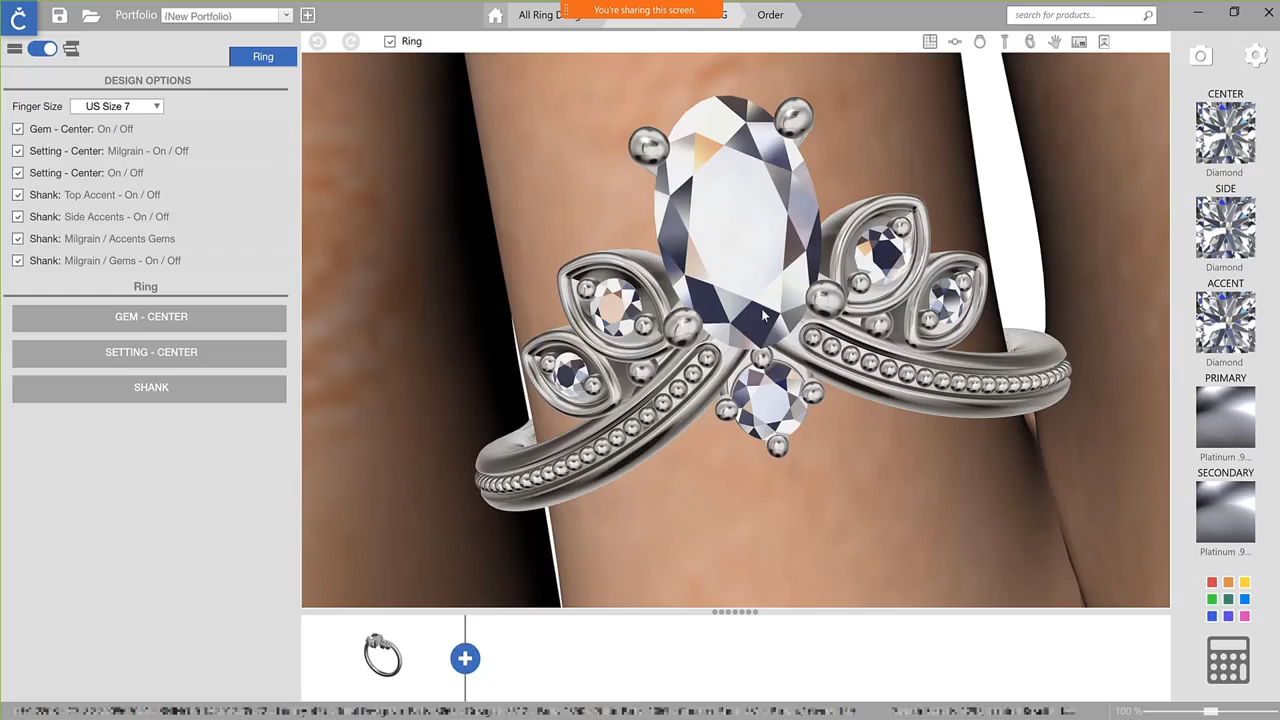 Č
Portfolio {New Portfolio}
All Ring D
You're sharing this screen.
G
Order
search for products...
Ring
Ring
DESIGN OPTIONS
Finger Size US Size 7
Gem - Center: On / Off
Setting - Center: Milgrain - On / Off
Setting - Center: On / Off
Shank: Top Accent - On / Off
Shank: Side Accents - On / Off
Shank: Milgrain / Accents Gems
Shank: Milgrain / Gems - On / Off
Ring
GEM - CENTER
SETTING - CENTER
SHANK
CENTER
Diamond
SIDE
Diamond
ACCENT
Diamond
PRIMARY
Platinum .9...
SECONDARY
Platinum .9...
100 %